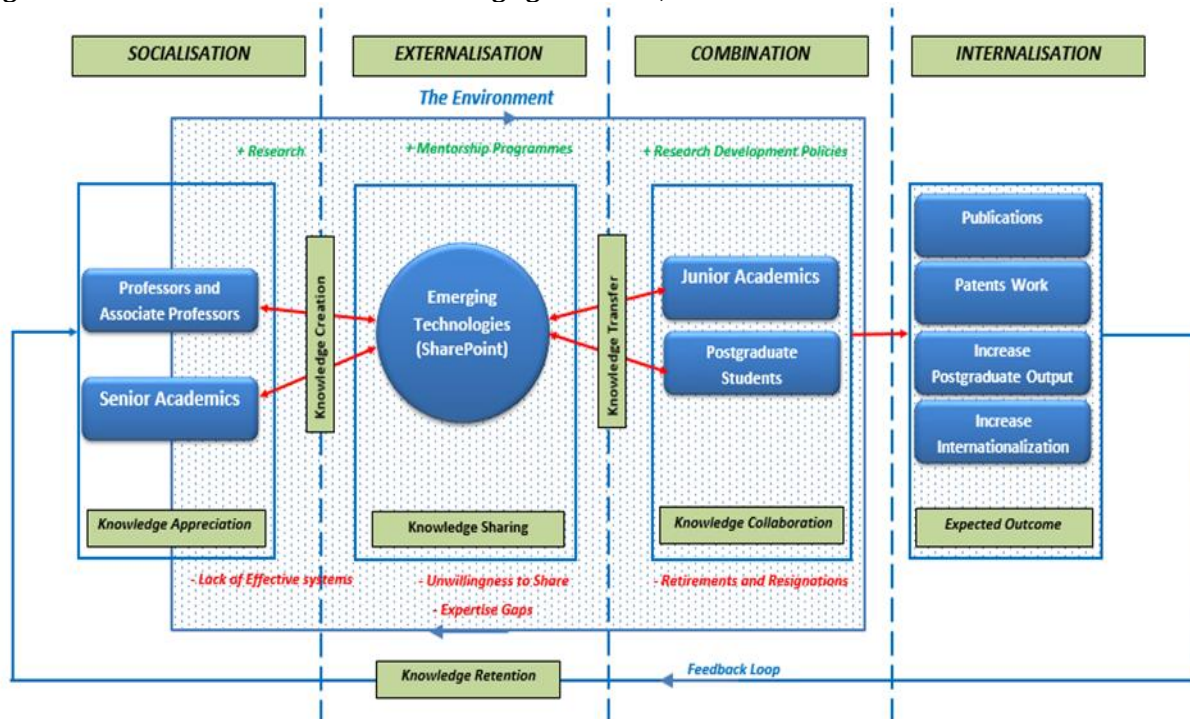 SOCIALISATION
EXTERNALISATION
COMBINATION
INTERNALISATION
The Environment
+ Research
+ Mentorship Programmes
+ Research Development Policies
Professors and
Associate Professors
Senior Academics
Knowledge Appreciation
Knowledge Creation
Emerging
Technologies
(SharePoint)
Knowledge Sharing
Knowledge Transfer
Junior Academics
Postgraduate
Students
Knowledge Collaboration
Publications
Patents Work
Increase
Postgraduate Output
Increase
Internationalization
Expected Outcome
- Lack of Effective systems
- Unwillingness to Share
- Expertise Gaps
- Retirements and Resignations
Knowledge Retention
Feedback Loop